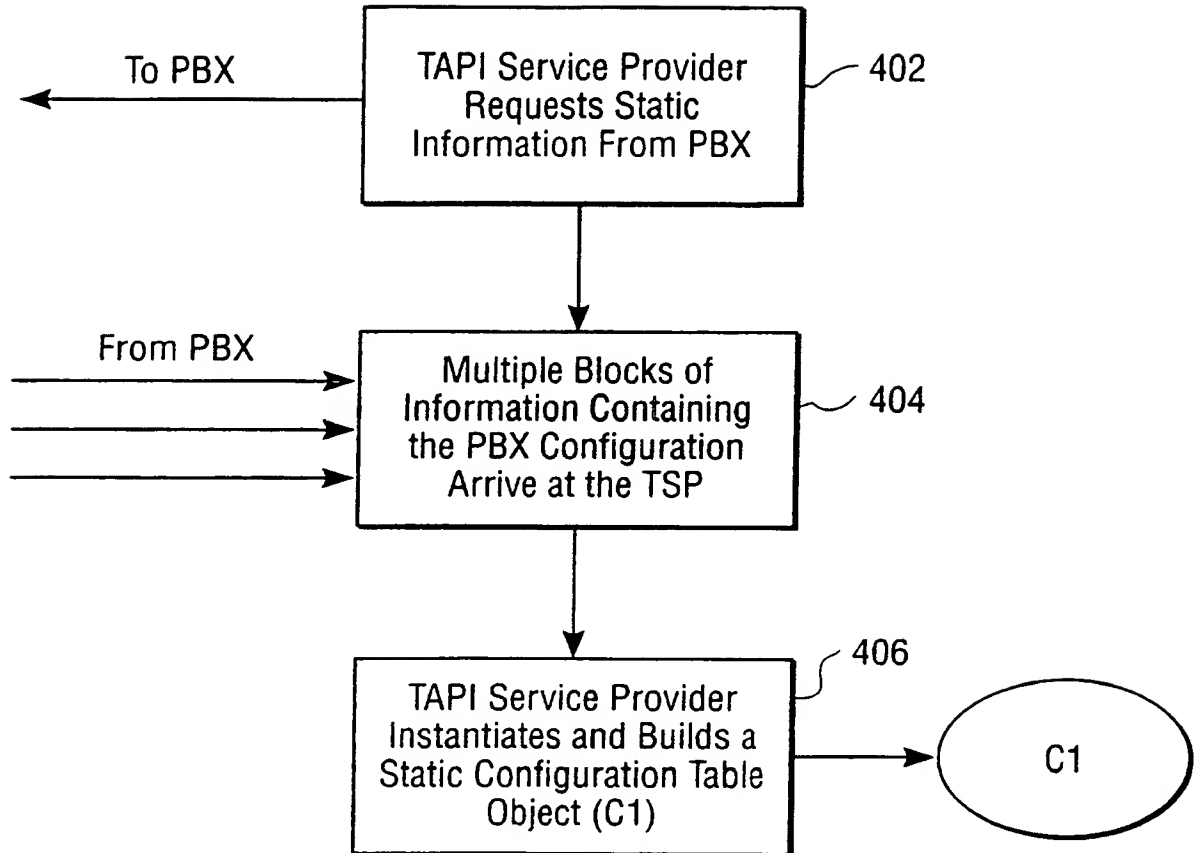 To PBX
TAPI Service Provider
Requests Static
Information From PBX
402
From PBX
Multiple Blocks of
Information Containing
the PBX Configuration
Arrive at the TSP
404
TAPI Service Provider
Instantiates and Builds a
Static Configuration Table
Object (C1)
406
C1